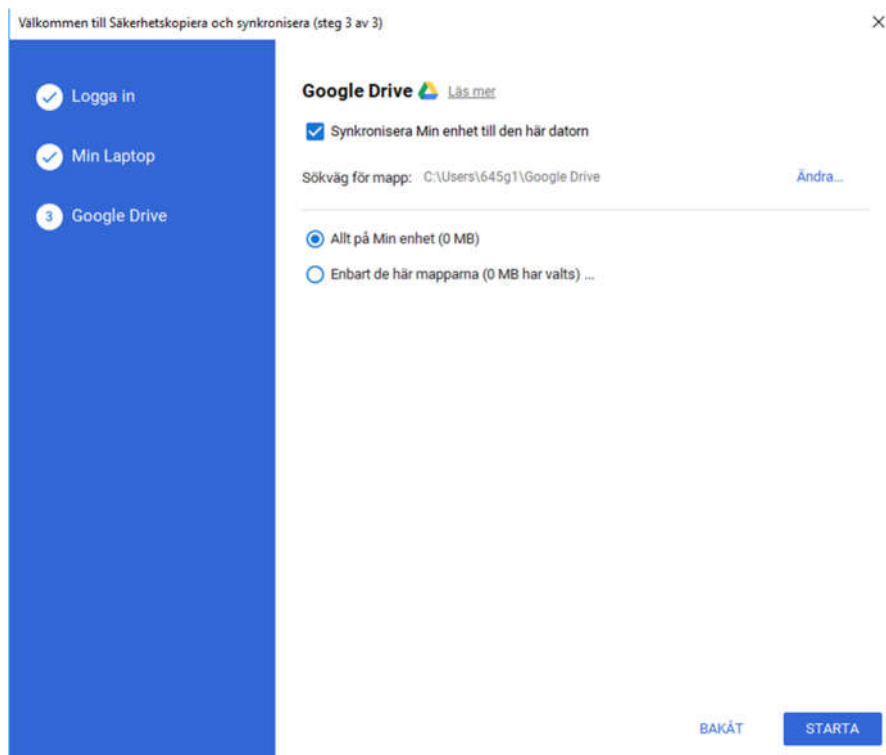 Välkommen till Säkerhetskopiera och synkronisera (steg 3 av 3)
Logga in
Min Laptop
3 Google Drive
Google Drive Läs mer
Synkronisera Min enhet till den här datorn
Sökväg för mapp: C:\Users\645g1\Google Drive Ändra...
Allt på Min enhet (0 MB)
Enbart de här mapparna (0 MB har valts) ...
BAKÅT STARTA